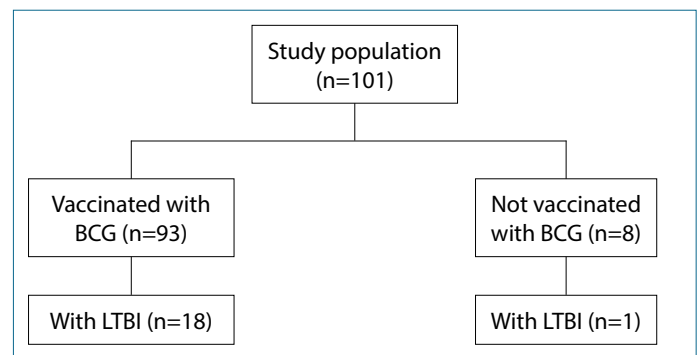 Study population
(n=101)
Vaccinated with
BCG (n=93)
Not vaccinated
with BCG (n=8)
With LTBI (n=18)
With LTBI (n=1)